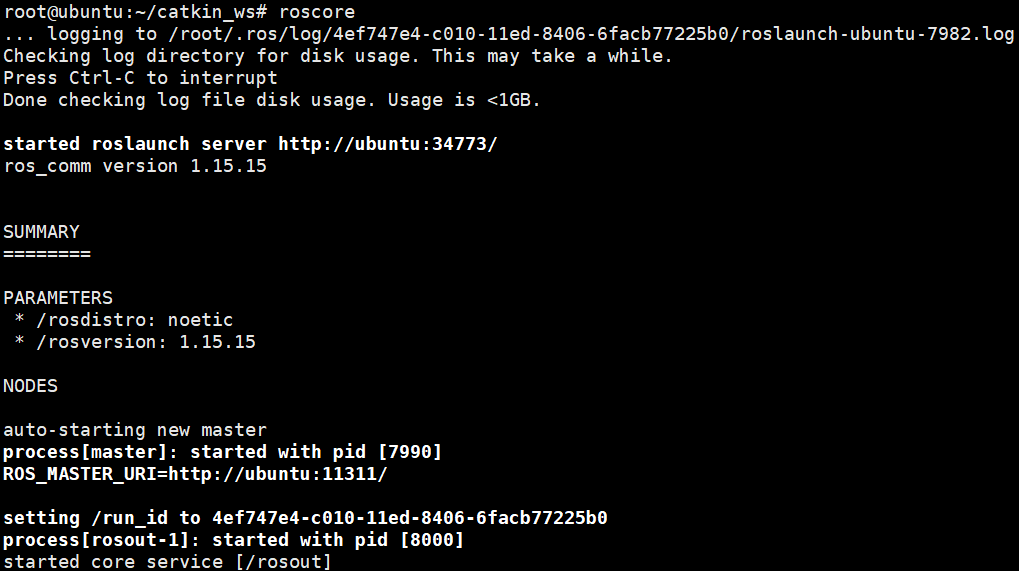 root@ubuntu:~/catkin_ws# roscore
... logging to /root/.ros/log/4ef747e4-c010-11ed-8406-6facb77225b0/roslaunch-ubuntu-7982.log
Checking log directory for disk usage. This may take a while.
Press Ctrl-C to interrupt
Done checking log file disk usage. Usage is <1GB.
started roslaunch server http://ubuntu:34773/
ros_comm version 1.15.15
SUMMARY
========
PARAMETERS
 * /rosdistro: noetic
 * /rosversion: 1.15.15
NODES
auto-starting new master
process[master]: started with pid [7990]
ROS_MASTER_URI=http://ubuntu:11311/
setting /run_id to 4ef747e4-c010-11ed-8406-6facb77225b0
process[rosout-1]: started with pid [8000]
started core service [/rosout]